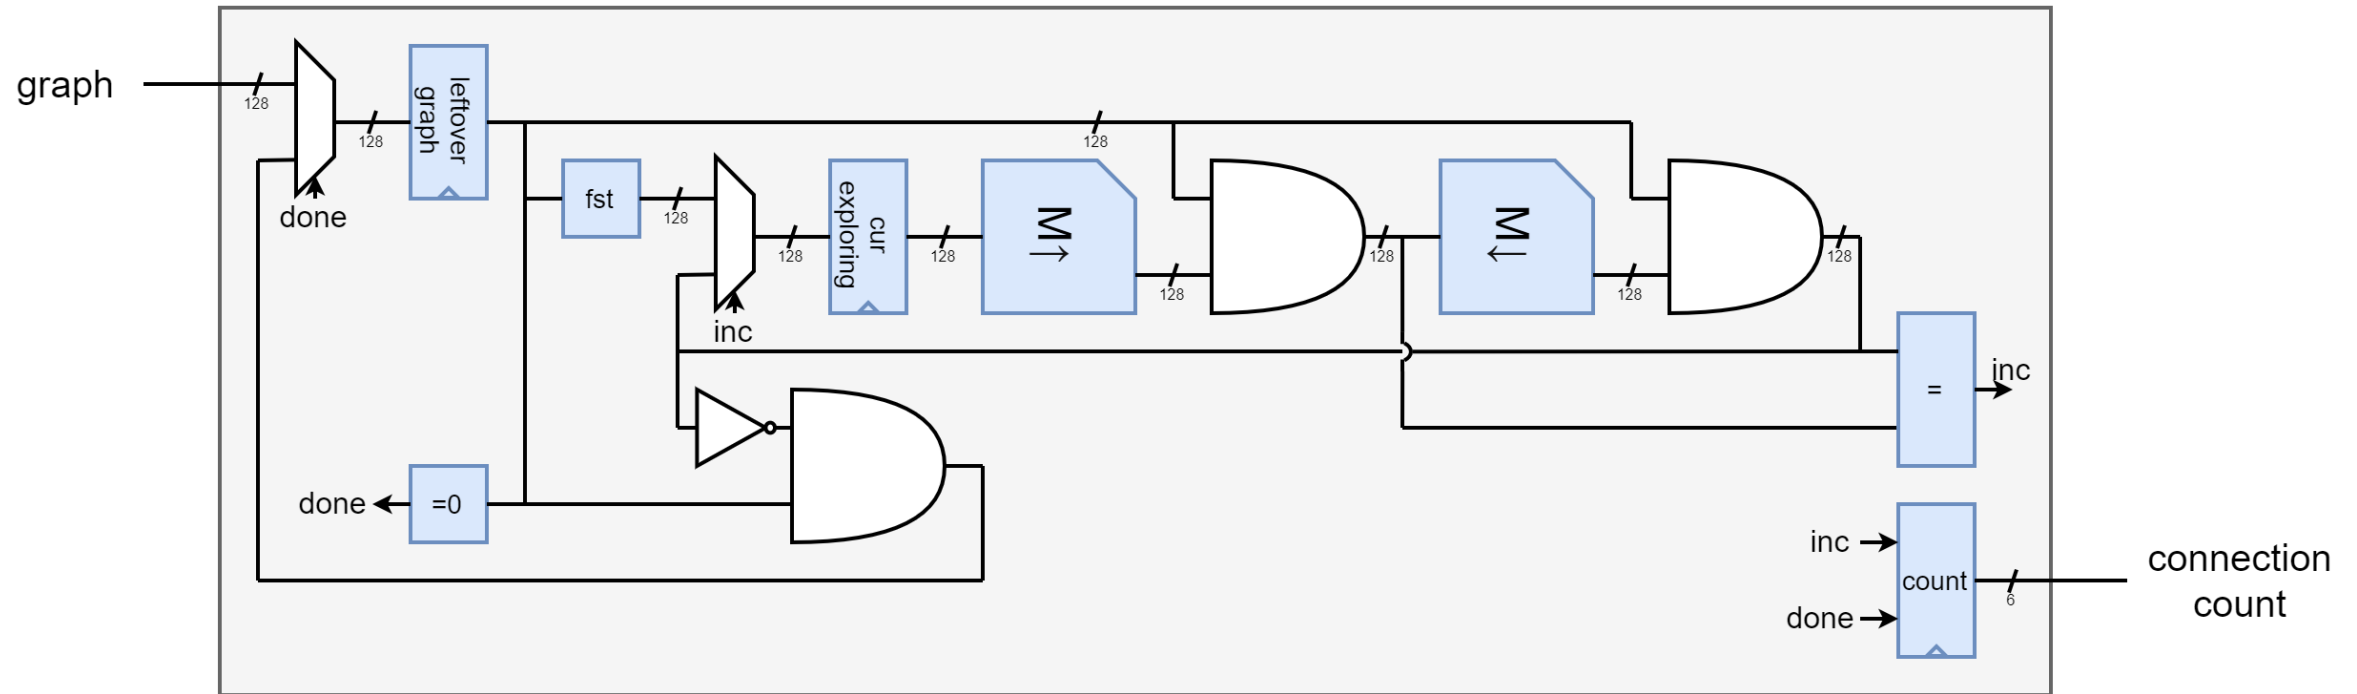 graph
128
128
leftover
graph
done
128
fst
128
inc
128
cur
exploring
128
M↑
128
128
M↓
128
128
=
inc
done
=0
inc
done
count
6
connection
count